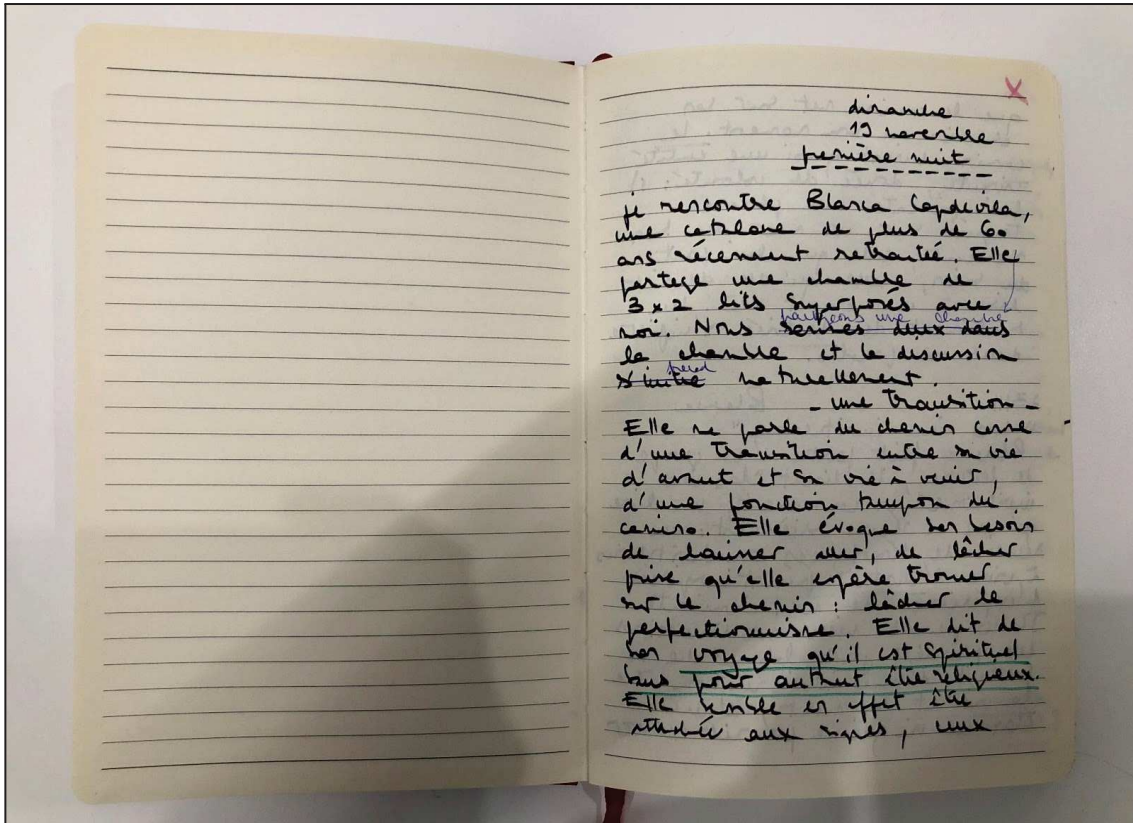 X
dimanche
19 novembre
première nuit
je rencontre Blanca Capdevila,
une catalane de plus de 60
ans récemment retraité. Elle
partage une chambre de
3 x 2 lits superposés avec
partageons une chambre
moi. Nous sommes deux dans
la chambre et la discussion
prend
s'initie naturellement.
- une transition -
Elle me parle du chemin comme
d'une transition entre sa vie
d'avant et sa vie à venir,
d'une fonction tampon du
camino. Elle évoque son besoin
de laisser aller, de lâcher
prise qu'elle espère trouver
sur le chemin : lâcher le
perfectionnisme. Elle dit de
son voyage qu'il est spirituel
sans pour autant être religieux.
Elle semble en effet être
attachée aux signes, ceux